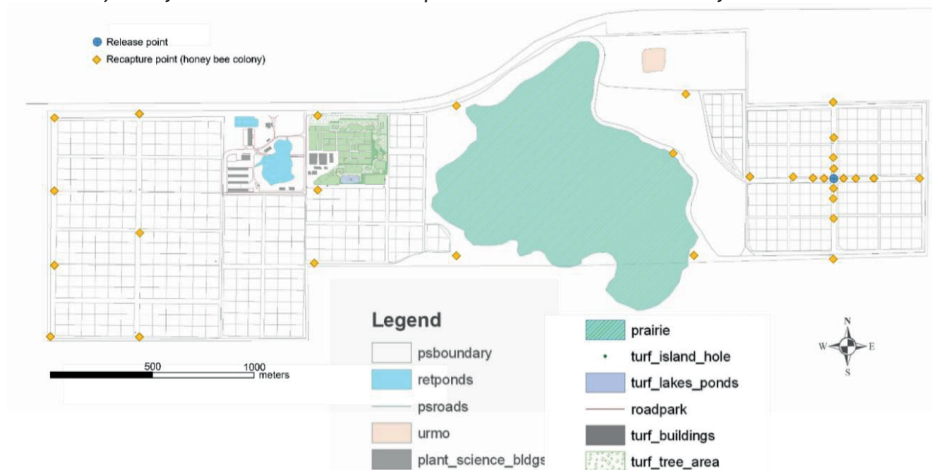 Release point
Recapture point (honey bee colony)
N
W E
S
500 1000
meters
Legend
psboundary
retponds
psroads
urmo
plant_science_bldgs
prairie
turf_island_hole
turf_lakes_ponds
roadpark
turf_buildings
turf_tree_area